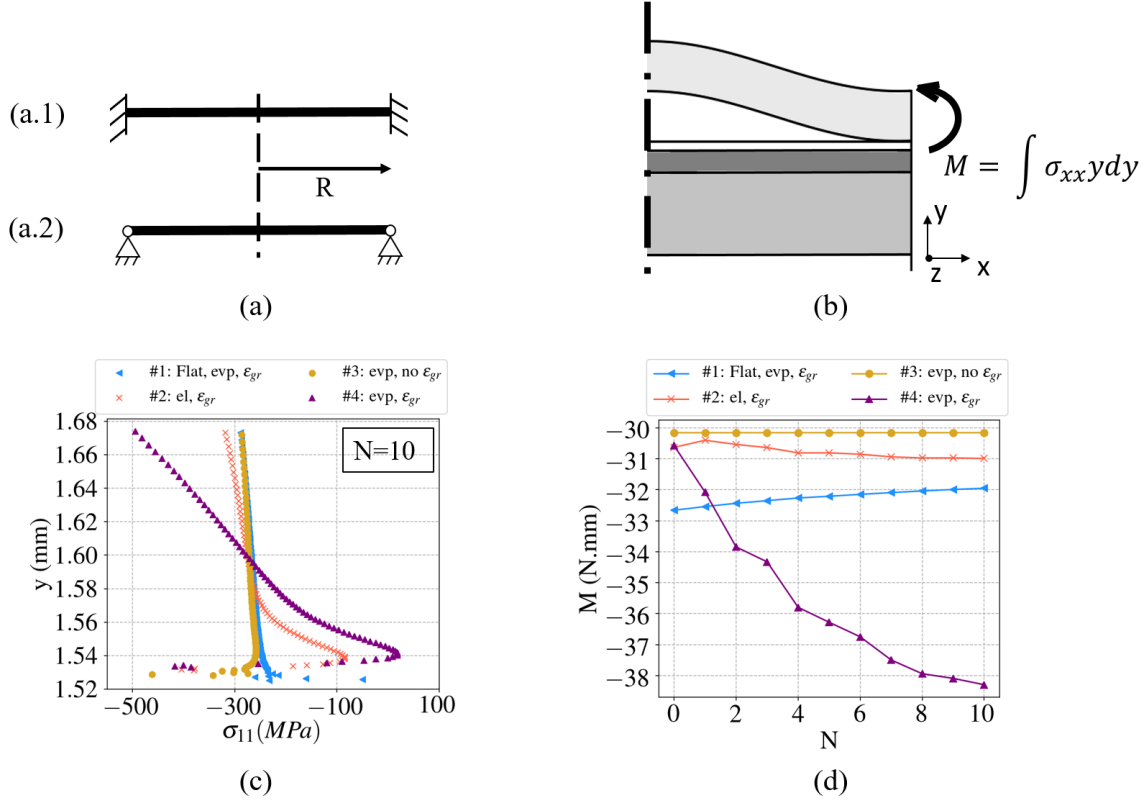 (a.1)
R
(a.2)
(a)
M = ∫ σxx ydy
y
z
x
(b)
#1: Flat, evp, εgr
#3: evp, no εgr
#2: el, εgr
#4: evp, εgr
N=10
1.68
1.66
1.64
1.62
1.60
1.58
1.56
1.54
1.52
y (mm)
−500
−300
−100
100
σ11(MPa)
(c)
#1: Flat, evp, εgr
#3: evp, no εgr
#2: el, εgr
#4: evp, εgr
−30
−31
−32
−33
−34
−35
−36
−37
−38
M (N.mm)
0
2
4
6
8
10
N
(d)